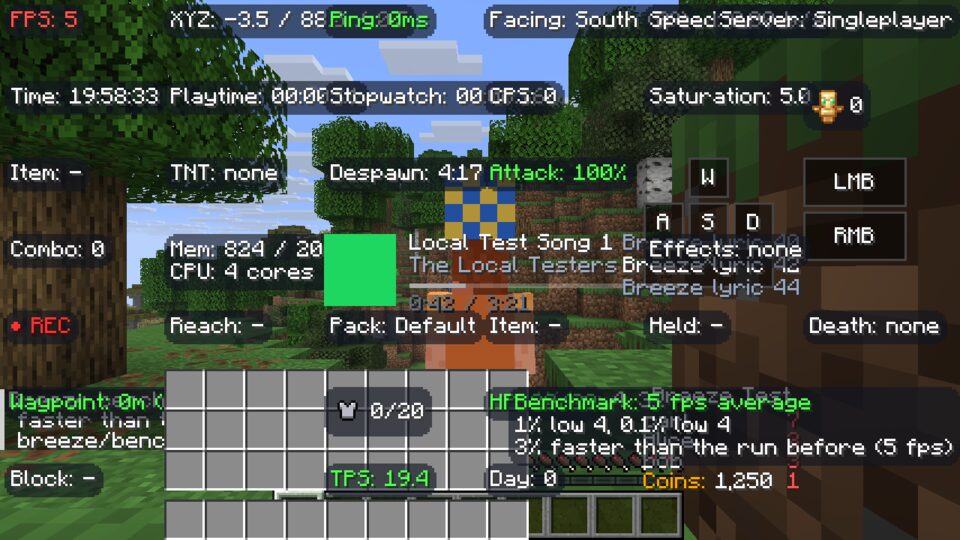 FPS: 5
XYZ: -3.5 / 88
Ping: 0ms
Facing: South
Speed
Server: Singleplayer
Time: 19:58:33
Playtime: 00:0
Stopwatch: 00
CPS: 0
Saturation: 5.0
0
Item: -
TNT: none
Despawn: 4:17
Attack: 100%
W
LMB
A S D
RMB
Combo: 0
Mem: 824 / 20
CPU: 4 cores
Local Test Song 1
The Local Testers
0:42 / 3:21
Effects: none
Breeze lyric 42
Breeze lyric 44
REC
Reach: -
Pack: Default
Item: -
Held: -
Death: none
Waypoint: 0m
faster than
breeze/benc
0/20
Breeze Test
Benchmark: 5 fps average
1% low 4, 0.1% low 4
3% faster than the run before (5 fps)
Block: -
TPS: 19.4
Day: 0
Coins: 1,250
1